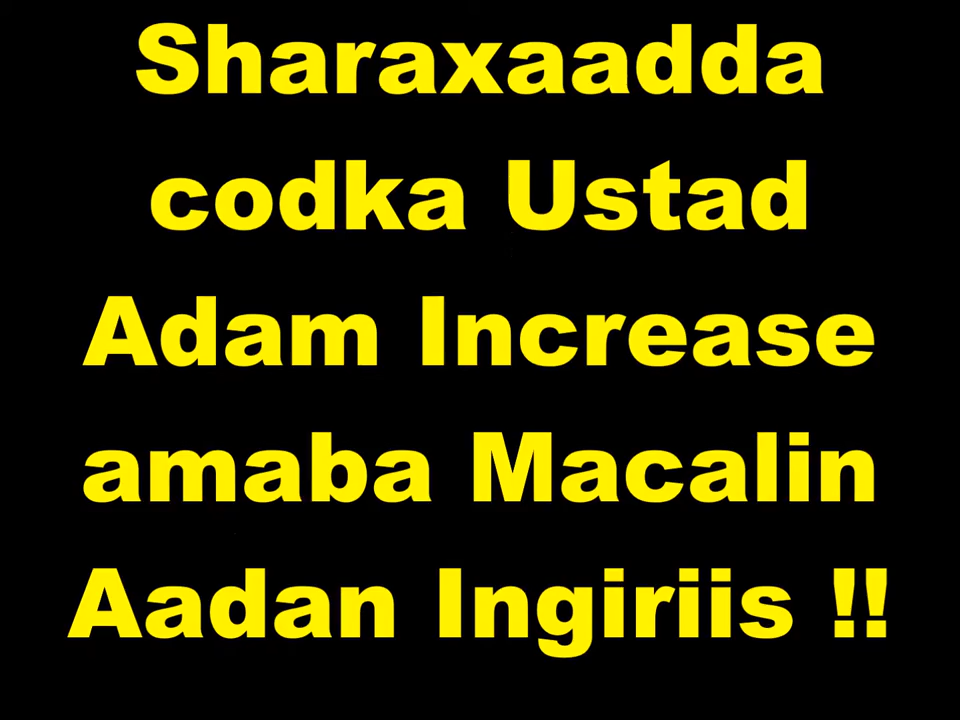 Sharaxaadda
codka Ustad
Adam Increase
amaba Macalin
Aadan Ingiriis !!